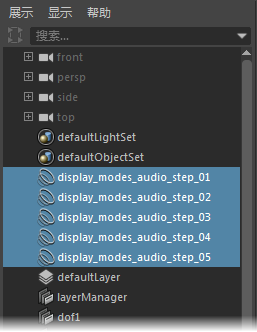 展示 显示 帮助
搜索...
front
persp
side
top
defaultLightSet
defaultObjectSet
display_modes_audio_step_01
display_modes_audio_step_02
display_modes_audio_step_03
display_modes_audio_step_04
display_modes_audio_step_05
defaultLayer
layerManager
dof1